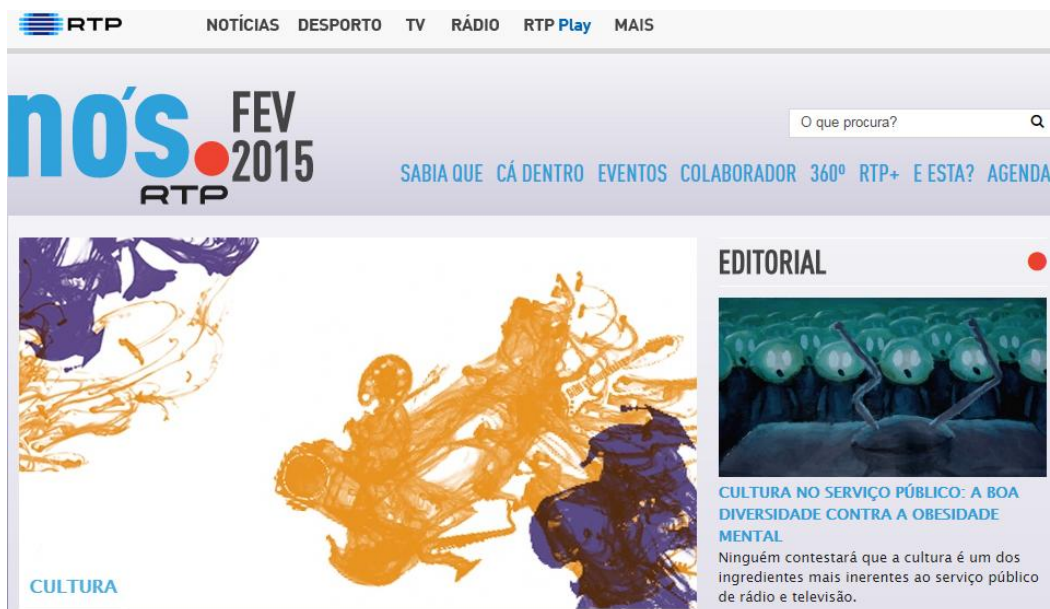 RTP NOTÍCIAS DESPORTO TV RÁDIO RTP Play MAIS
nós. FEV
2015
RTP
O que procura?
SABIA QUE CÁ DENTRO EVENTOS COLABORADOR 360º RTP+ E ESTA? AGENDA
EDITORIAL
CULTURA NO SERVIÇO PÚBLICO: A BOA
DIVERSIDADE CONTRA A OBESIDADE
MENTAL
Ninguém contestará que a cultura é um dos
ingredientes mais inerentes ao serviço público
de rádio e televisão.
CULTURA